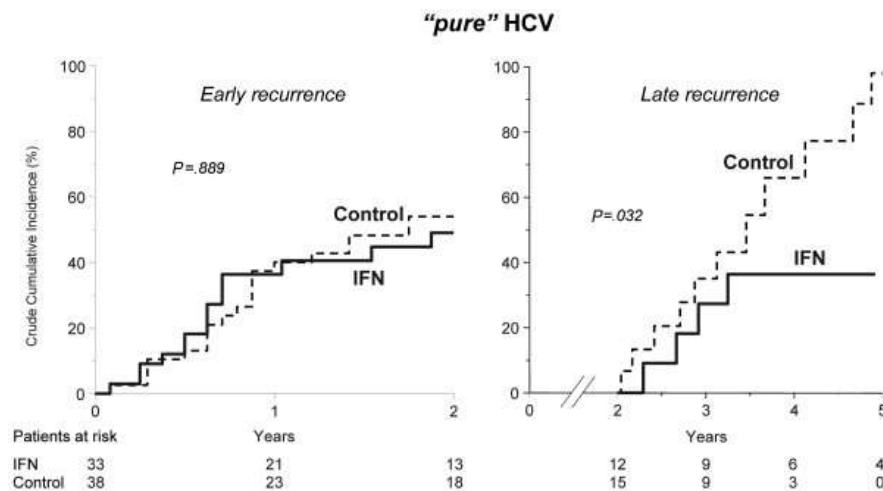 "pure" HCV
Early recurrence
Late recurrence
Crude Cumulative Incidence (%)
100
80
60
40
20
0
P=.889
Control
IFN
0 1 2
Years
100
80
60
40
20
0
P=.032
Control
IFN
0 2 3 4 5
Years
Patients at risk
IFN 33 21 13 12 9 6 4
Control 38 23 18 15 9 3 0